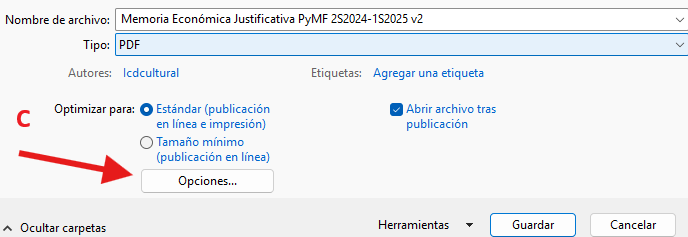 Nombre de archivo: Memoria Económica Justificativa PyMF 2S2024-1S2025 v2
Tipo: PDF
Autores: lcdcultural Etiquetas: Agregar una etiqueta
C
Optimizar para: Estándar (publicación
en línea e impresión)
Tamaño mínimo
(publicación en línea)
Abrir archivo tras
publicación
Opciones...
Ocultar carpetas Herramientas Guardar Cancelar